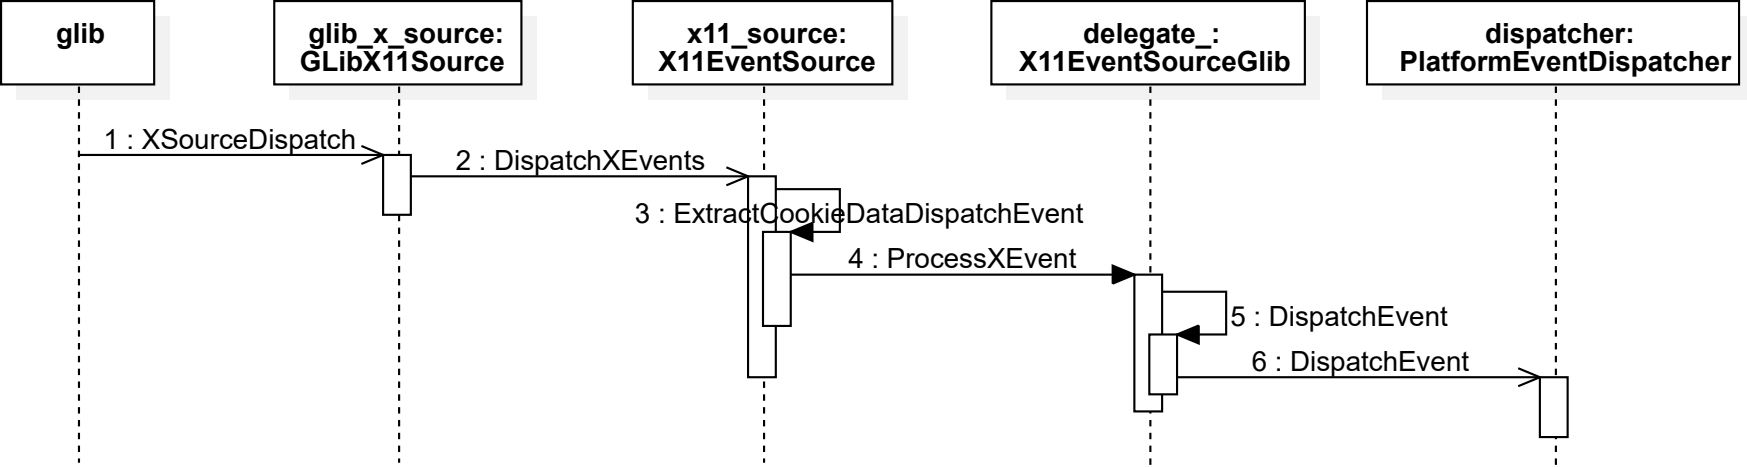 glib
glib_x_source:
GLibX11Source
x11_source:
X11EventSource
delegate_:
X11EventSourceGlib
dispatcher:
PlatformEventDispatcher
1 : XSourceDispatch
2 : DispatchXEvents
3 : ExtractCookieDataDispatchEvent
4 : ProcessXEvent
5 : DispatchEvent
6 : DispatchEvent